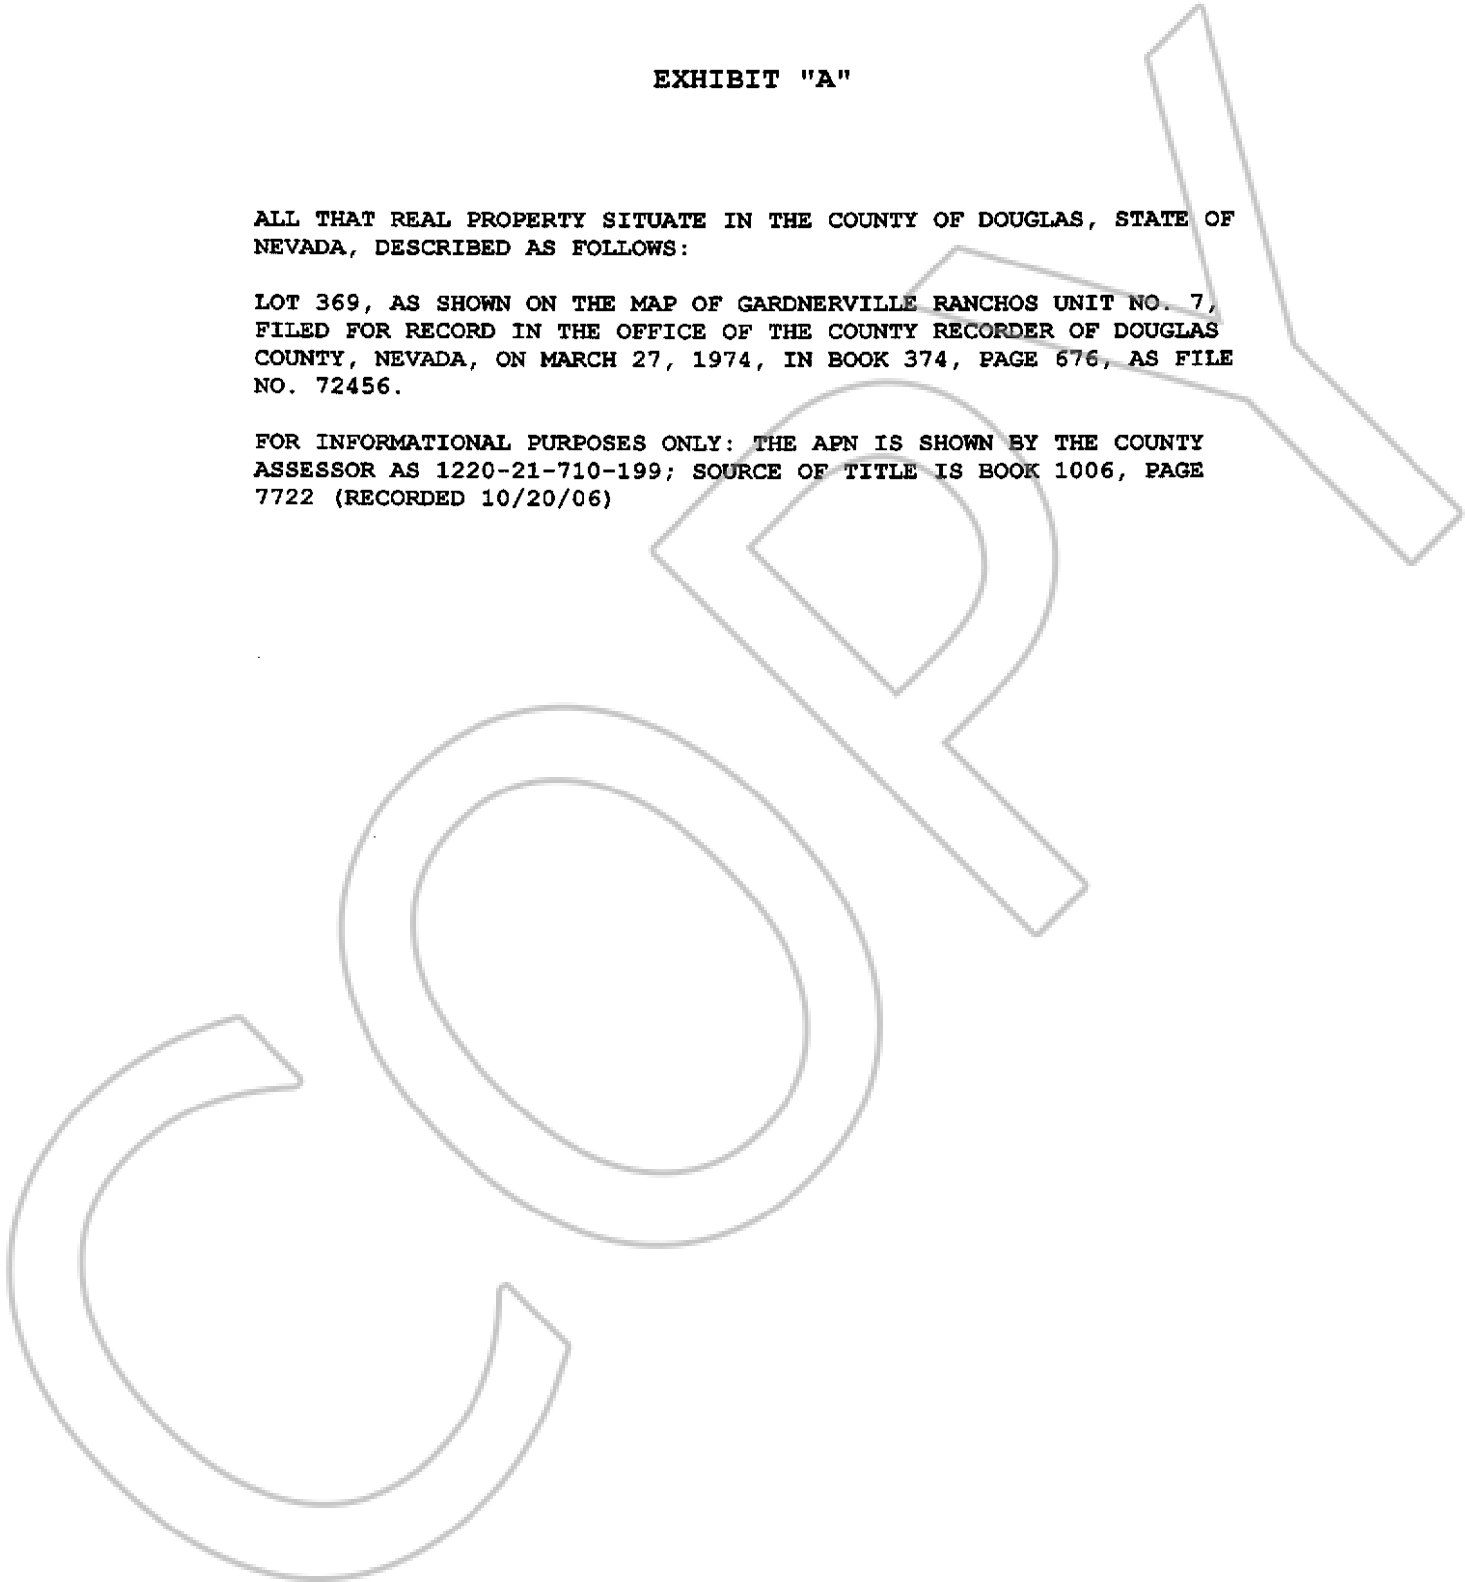 EXHIBIT "A"
ALL THAT REAL PROPERTY SITUATE IN THE COUNTY OF DOUGLAS, STATE OF
NEVADA, DESCRIBED AS FOLLOWS:
LOT 369, AS SHOWN ON THE MAP OF GARDNERVILLE RANCHOS UNIT NO. 7,
FILED FOR RECORD IN THE OFFICE OF THE COUNTY RECORDER OF DOUGLAS
COUNTY, NEVADA, ON MARCH 27, 1974, IN BOOK 374, PAGE 676, AS FILE
NO. 72456.
FOR INFORMATIONAL PURPOSES ONLY: THE APN IS SHOWN BY THE COUNTY
ASSESSOR AS 1220-21-710-199; SOURCE OF TITLE IS BOOK 1006, PAGE
7722 (RECORDED 10/20/06)
COPY